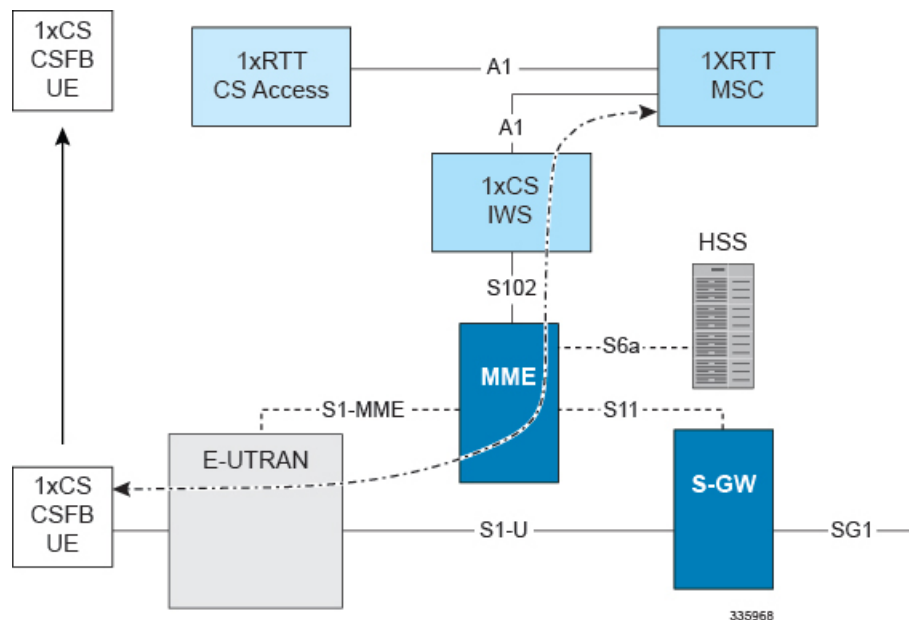 1xCS
CSFB
UE
1xRTT
CS Access
A1
1XRTT
MSC
A1
1xCS
IWS
HSS
S102
S6a
MME
S1-MME
S11
E-UTRAN
1xCS
CSFB
UE
S-GW
S1-U
SG1
335968